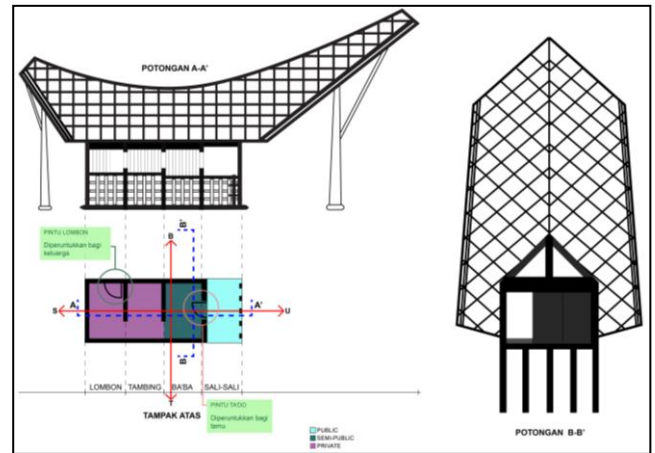 POTONGAN A-A'
PINTU LOMBON
Diperuntukkan bagi
keluarga
B'
B
A
A'
S
U
B
T
LOMBON
TAMBING
BA'BA
SALI-SALI
TAMPAK ATAS
PINTU TADO
Diperuntukkan bagi
tamu
PUBLIC
SEMI-PUBLIC
PRIVATE
POTONGAN B-B'